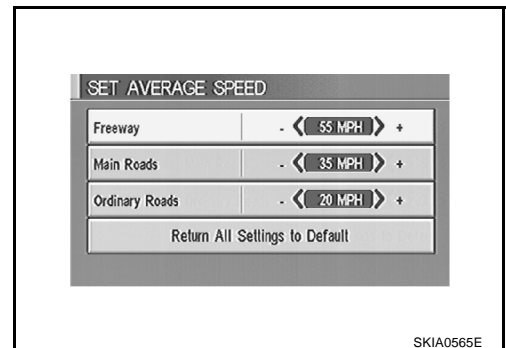 SET AVERAGE SPEED
Freeway - 55 MPH +
Main Roads - 35 MPH +
Ordinary Roads - 20 MPH +
Return All Settings to Default
SKIA0565E